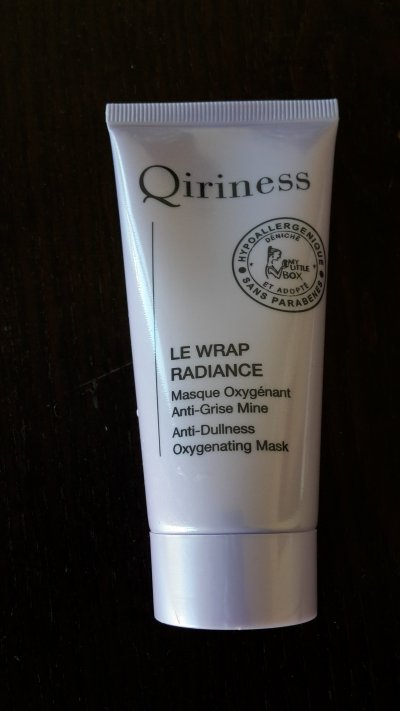 Qiriness
HYPOALLERGENIQUE
DÉNICHÉ
MY
LITTLE
BOX
ET ADOPTÉ
SANS PARABENES
LE WRAP
RADIANCE
Masque Oxygénant
Anti-Grise Mine
Anti-Dullness
Oxygenating Mask